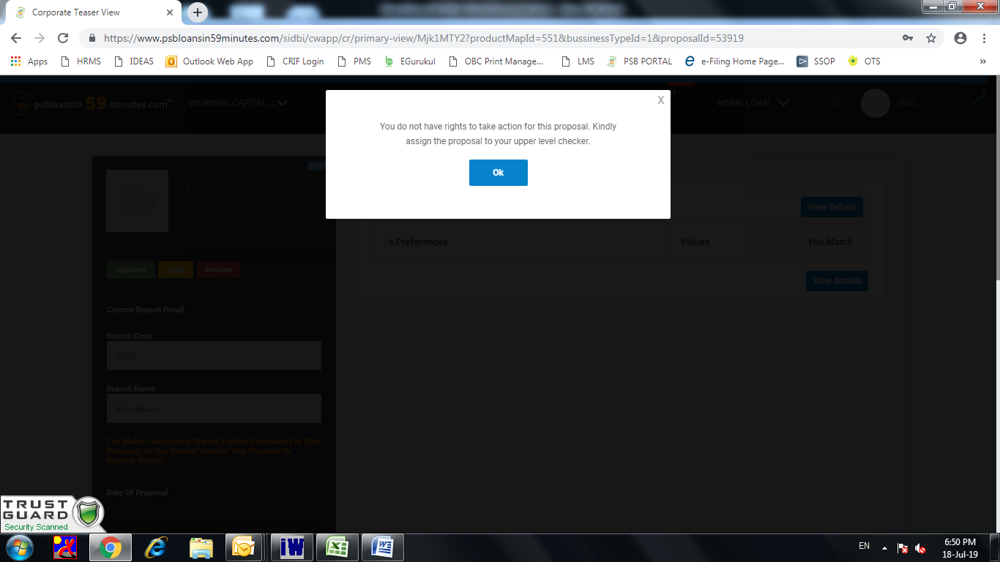 Corporate Teaser View
https://www.psbloansin59minutes.com/sidbi/cwapp/cr/primary-view/Mjk1MTY2?productMapId=551&bussinesTypeId=1&proposalId=53919
Apps HRMS IDEAS Outlook Web App CRIF Login PMS EGurukul OBC Print Manage... LMS PSB PORTAL e-Filing Home Page... SSOP OTS »
psbloansin 59 minutes.com™ WORKING CAPITAL ... MSME LOAN OBC
X
You do not have rights to take action for this proposal. Kindly
assign the proposal to your upper level checker.
Ok
- - -
View Details
-'s Preferences Values You Match
View Details
Approve Hold Decline
Current Branch Detail
Branch Code
0230
Branch Name
BurraBazar
The Maker Has Already Started Further Procedure For This
Proposal, So You Cannot Transfer This Proposal To
Another Branch.
Date Of Proposal
TRUST
GUARD
Security Scanned
EN
6:50 PM
18-Jul-19